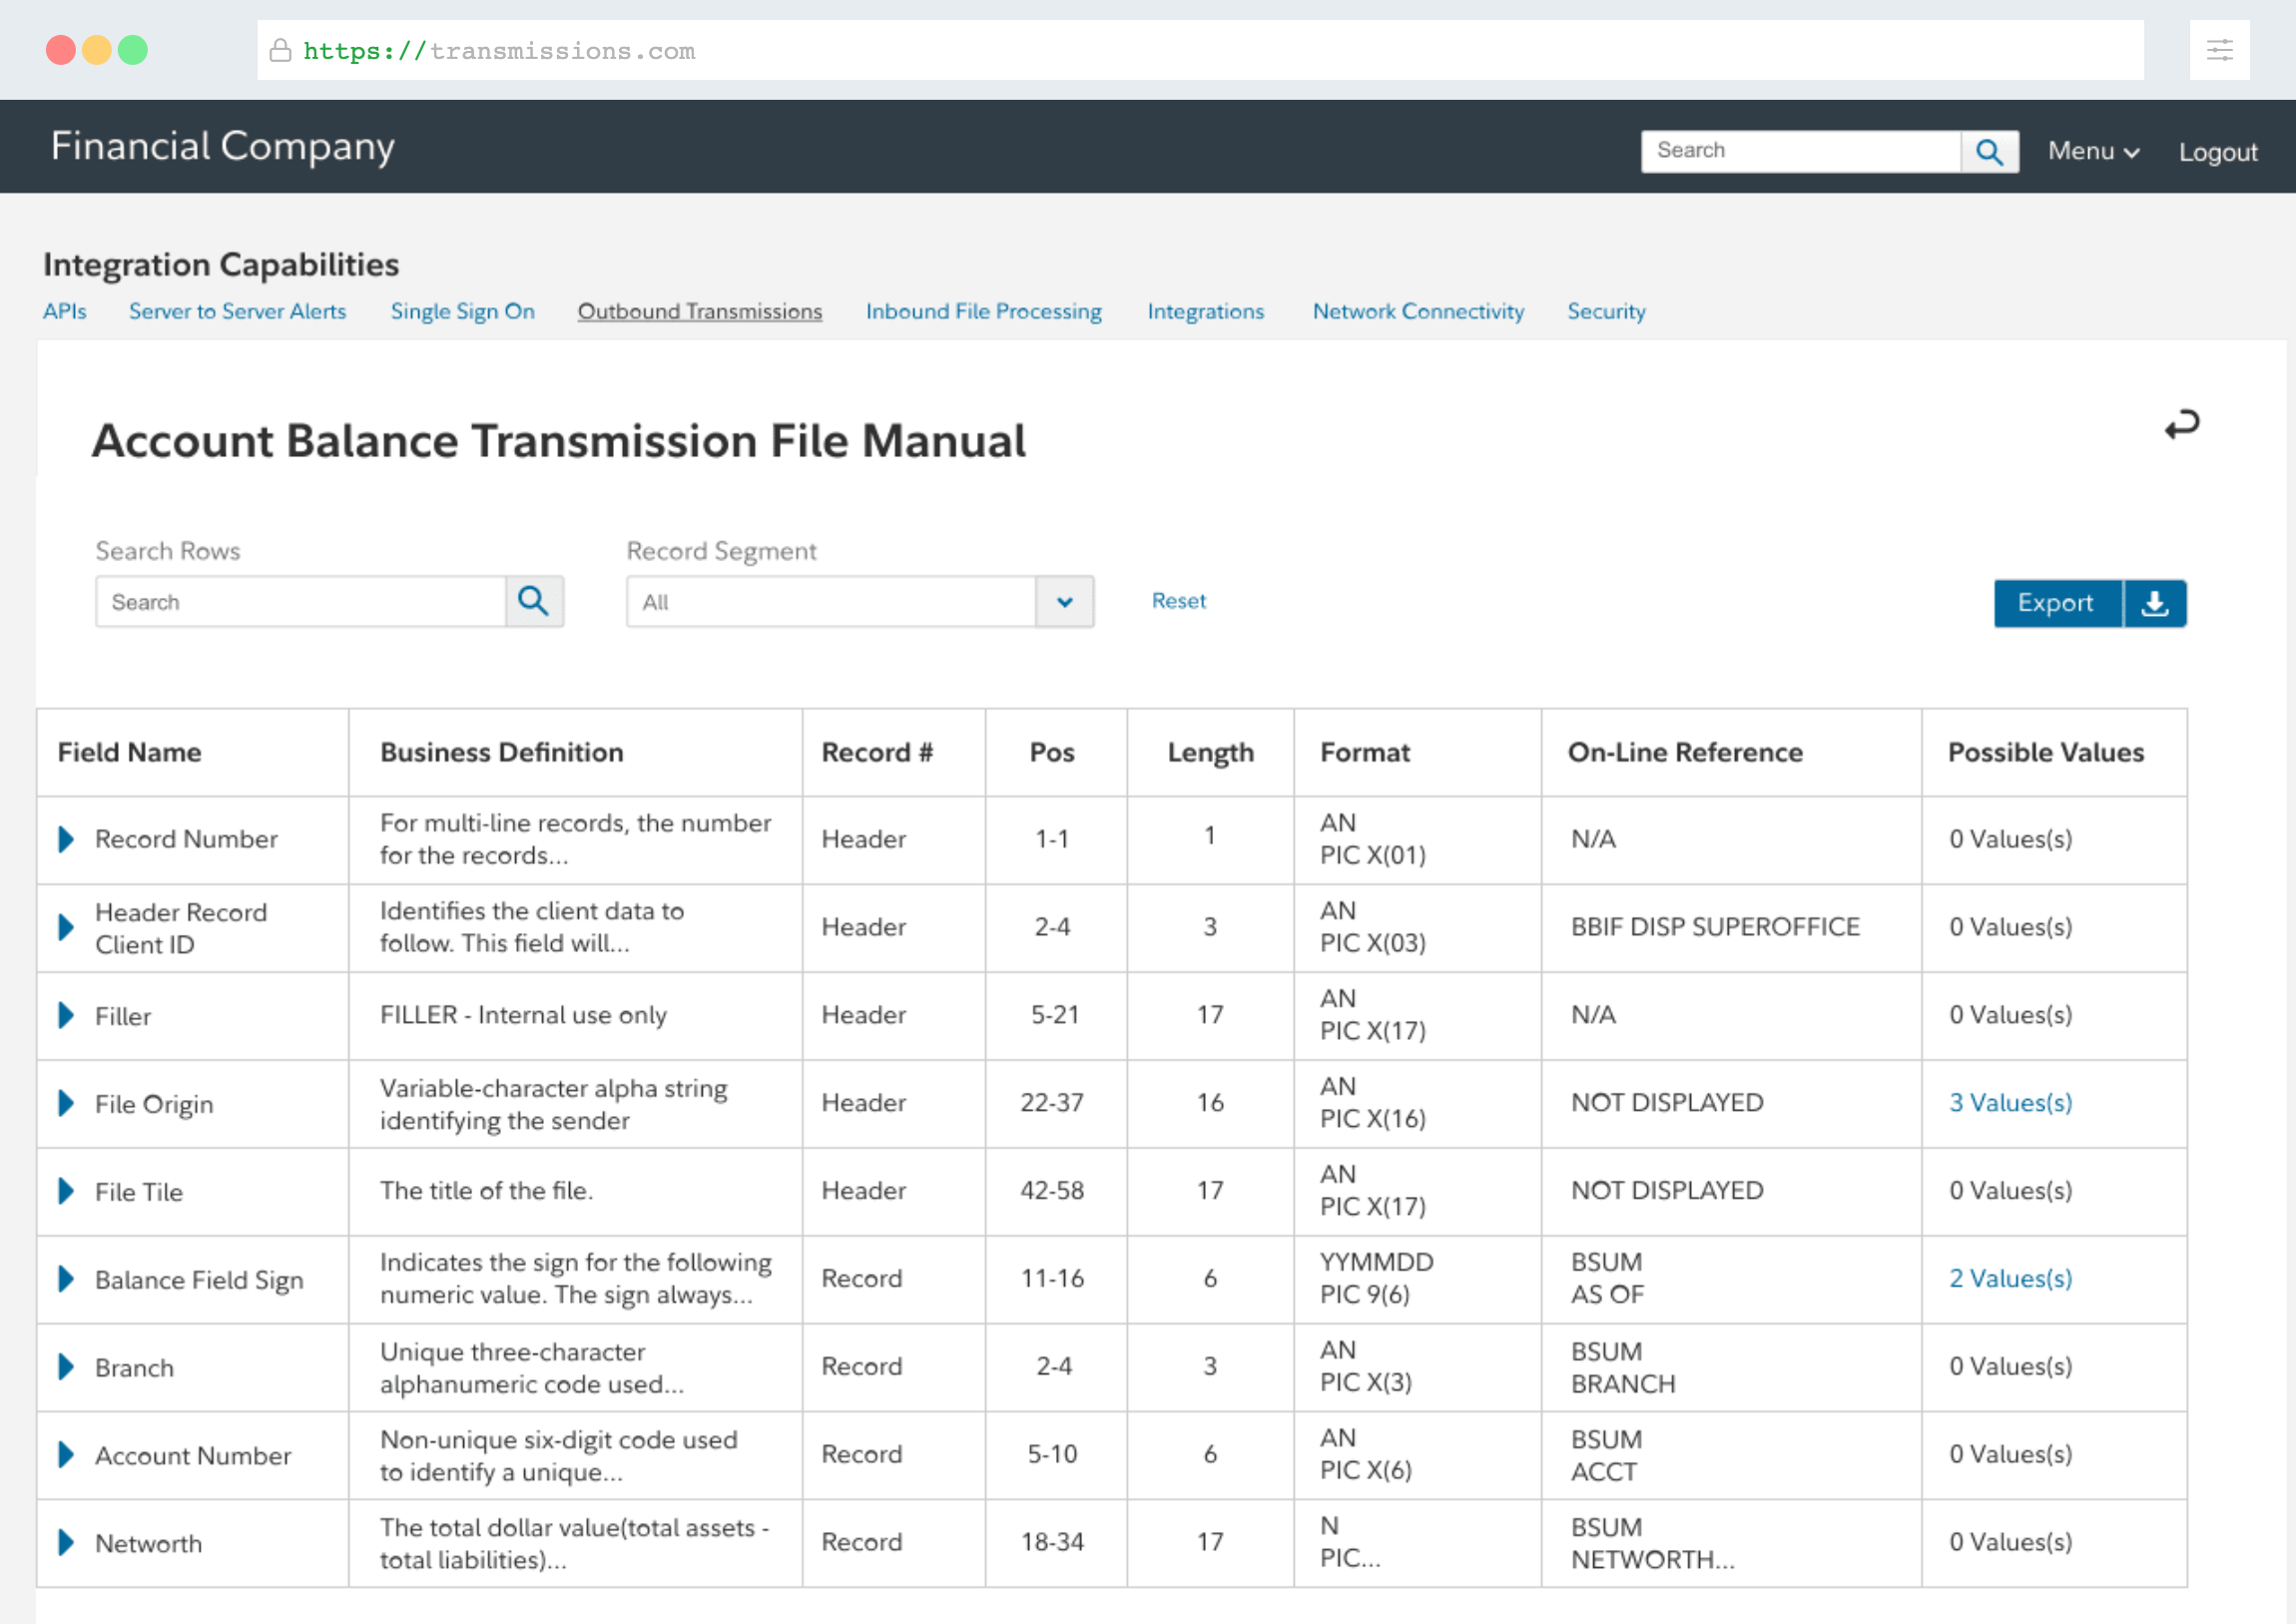 https://transmissions.com
Financial Company
Search
Menu
Logout
Integration Capabilities
APIs
Server to Server Alerts
Single Sign On
Outbound Transmissions
Inbound File Processing
Integrations
Network Connectivity
Security
Account Balance Transmission File Manual
Search Rows
Record Segment
Search
All
Reset
Export
Field Name
Business Definition
Record #
Pos
Length
Format
On-Line Reference
Possible Values
Record Number
For multi-line records, the number
for the records...
Header
1-1
1
AN
PIC X(01)
N/A
0 Values(s)
Header Record
Client ID
Identifies the client data to
follow. This field will...
Header
2-4
3
AN
PIC X(03)
BBIF DISP SUPEROFFICE
0 Values(s)
Filler
FILLER - Internal use only
Header
5-21
17
AN
PIC X(17)
N/A
0 Values(s)
File Origin
Variable-character alpha string
identifying the sender
Header
22-37
16
AN
PIC X(16)
NOT DISPLAYED
3 Values(s)
File Tile
The title of the file.
Header
42-58
17
AN
PIC X(17)
NOT DISPLAYED
0 Values(s)
Balance Field Sign
Indicates the sign for the following
numeric value. The sign always...
Record
11-16
6
YYMMDD
PIC 9(6)
BSUM
AS OF
2 Values(s)
Branch
Unique three-character
alphanumeric code used...
Record
2-4
3
AN
PIC X(3)
BSUM
BRANCH
0 Values(s)
Account Number
Non-unique six-digit code used
to identify a unique...
Record
5-10
6
AN
PIC X(6)
BSUM
ACCT
0 Values(s)
Networth
The total dollar value(total assets -
total liabilities)...
Record
18-34
17
N
PIC...
BSUM
NETWORTH...
0 Values(s)